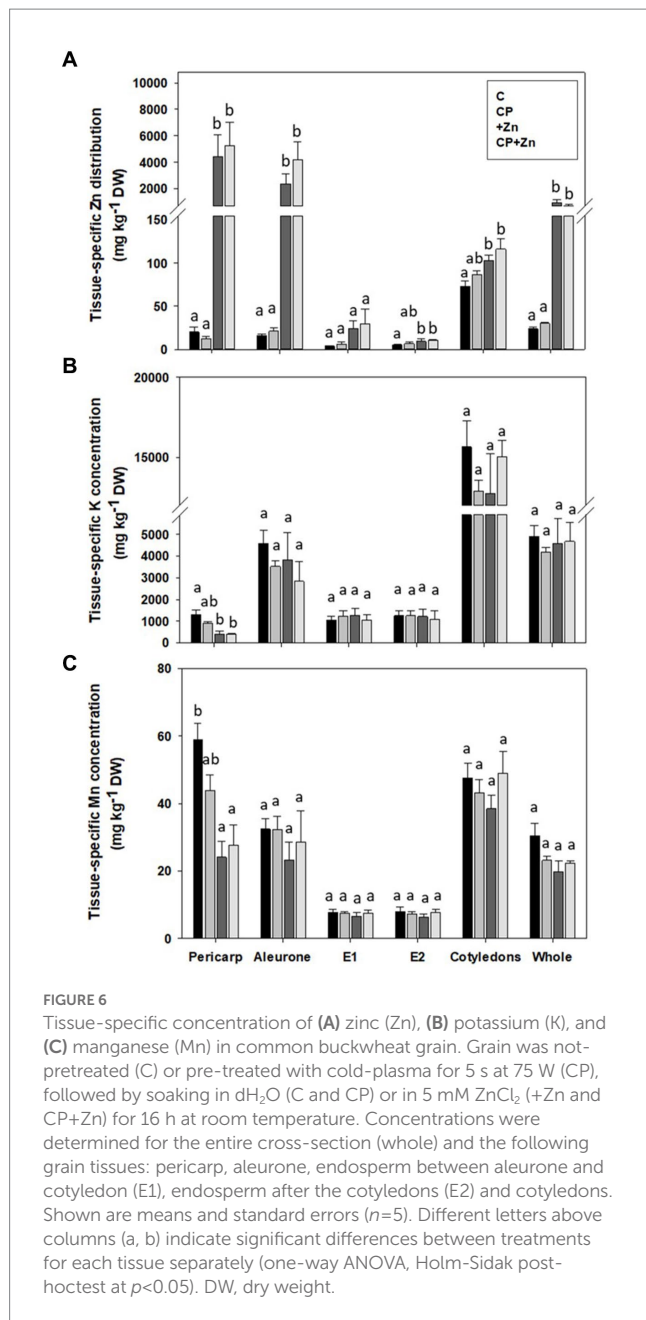 A
Tissue-specific Zn distribution
(mg kg⁻¹ DW)
10000
8000
6000
4000
2000
150
100
50
0
C
CP
+Zn
CP+Zn
a a b b
a a b b
a a a a
a ab b b
a ab b b
a a b b
B
Tissue-specific K concentration
(mg kg⁻¹ DW)
20000
15000
5000
4000
3000
2000
1000
0
a ab b b
a a a a
a a a a
a a a a
a a a a
a a a a
C
Tissue-specific Mn concentration
(mg kg⁻¹ DW)
80
60
40
20
0
b ab a a
a a a a
a a a a
a a a a
a a a a
a a a a
Pericarp Aleurone E1 E2 Cotyledons Whole
FIGURE 6
Tissue-specific concentration of (A) zinc (Zn), (B) potassium (K), and
(C) manganese (Mn) in common buckwheat grain. Grain was not-
pretreated (C) or pre-treated with cold-plasma for 5 s at 75 W (CP),
followed by soaking in dH₂O (C and CP) or in 5 mM ZnCl₂ (+Zn and
CP+Zn) for 16 h at room temperature. Concentrations were
determined for the entire cross-section (whole) and the following
grain tissues: pericarp, aleurone, endosperm between aleurone and
cotyledon (E1), endosperm after the cotyledons (E2) and cotyledons.
Shown are means and standard errors (n=5). Different letters above
columns (a, b) indicate significant differences between treatments
for each tissue separately (one-way ANOVA, Holm-Sidak post-
hoctest at p<0.05). DW, dry weight.